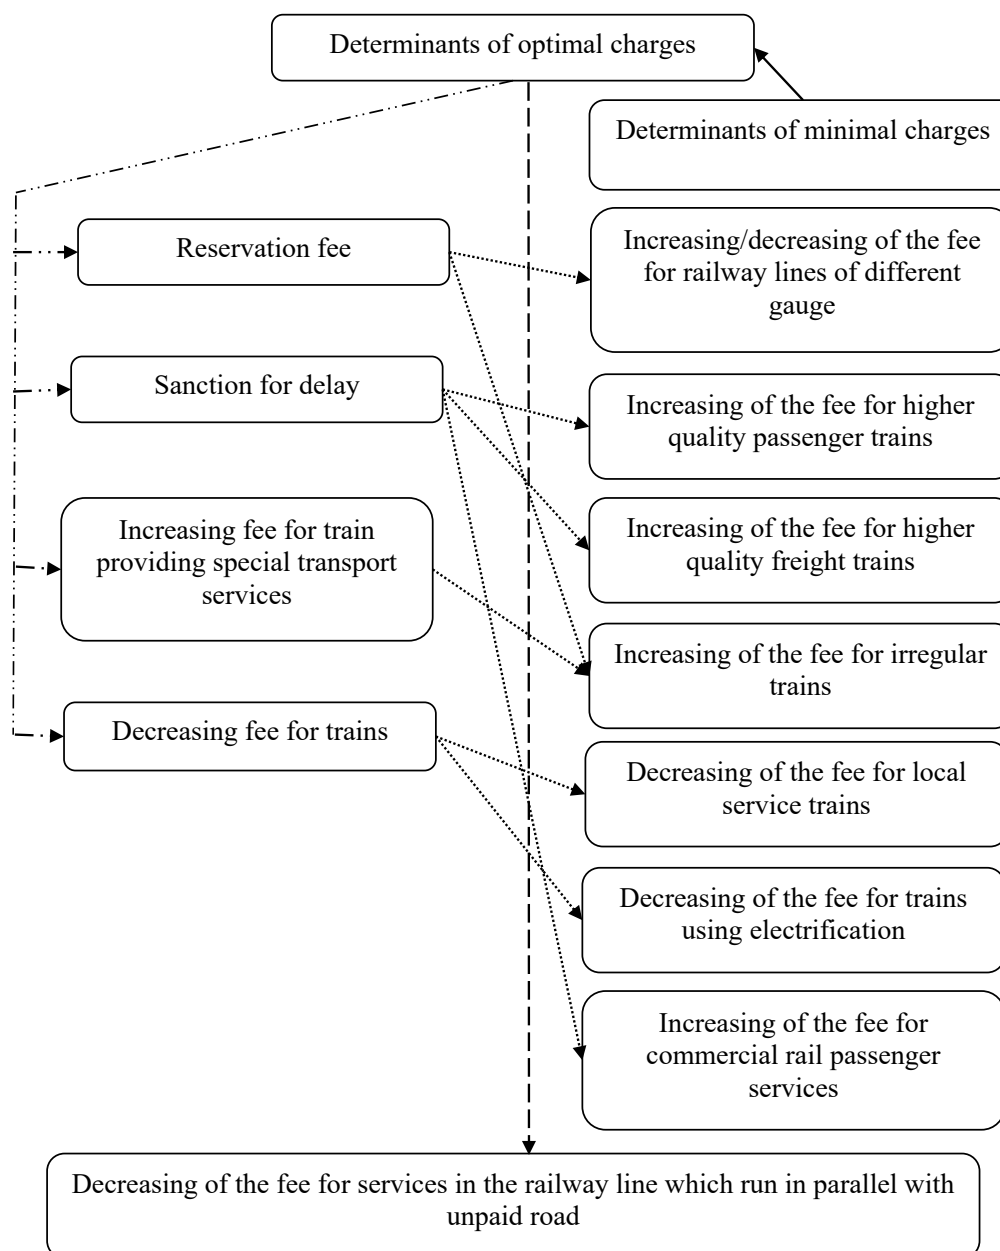 Determinants of optimal charges
Determinants of minimal charges
Reservation fee
Increasing/decreasing of the fee
for railway lines of different
gauge
Sanction for delay
Increasing of the fee for higher
quality passenger trains
Increasing fee for train
providing special transport
services
Increasing of the fee for higher
quality freight trains
Increasing of the fee for irregular
trains
Decreasing fee for trains
Decreasing of the fee for local
service trains
Decreasing of the fee for trains
using electrification
Increasing of the fee for
commercial rail passenger
services
Decreasing of the fee for services in the railway line which run in parallel with
unpaid road